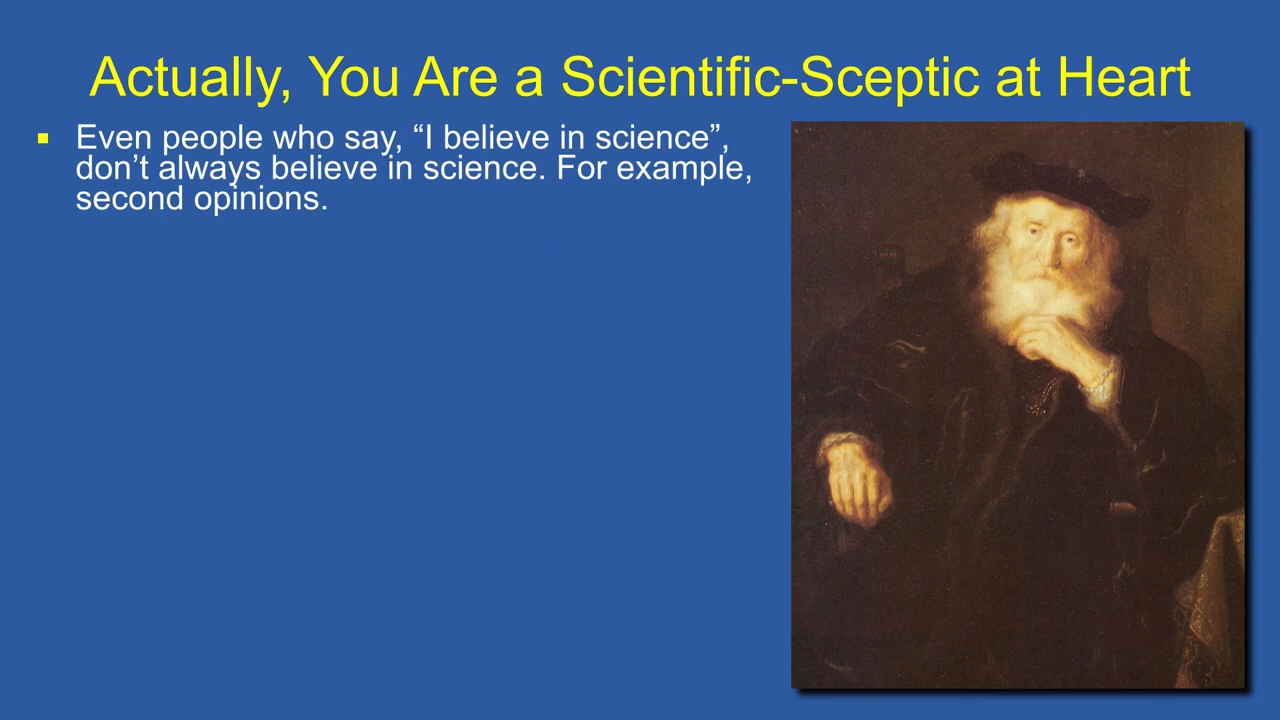 Actually, You Are a Scientific-Sceptic at Heart
Even people who say, “I believe in science”,
don’t always believe in science. For example,
second opinions.